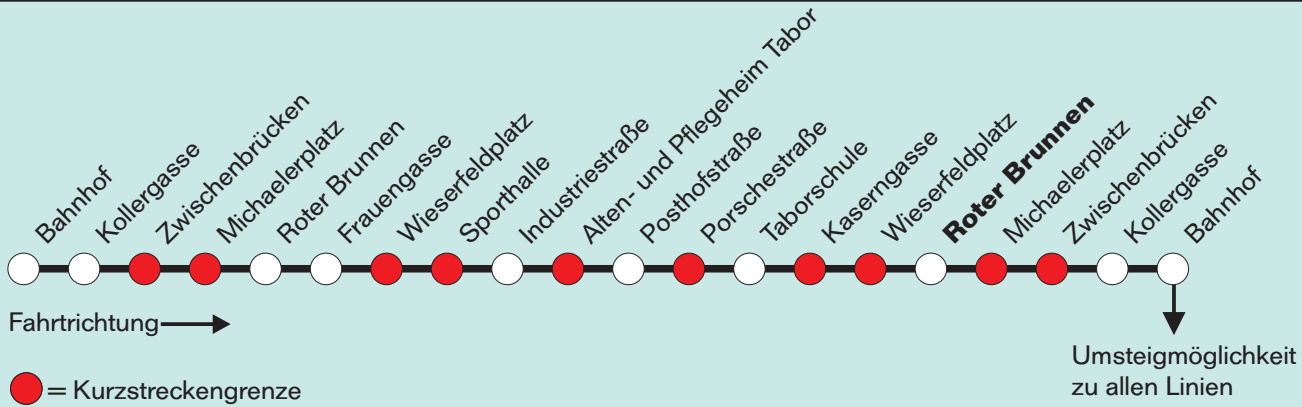 Bahnhof
Kollergasse
Zwischenbrücken
Michaelerplatz
Roter Brunnen
Frauengasse
Wieserfeldplatz
Sporthalle
Industriestraße
Alten- und Pflegeheim Tabor
Posthofstraße
Porschestraße
Taborschule
Kaserngasse
Wieserfeldplatz
Roter Brunnen
Michaelerplatz
Zwischenbrücken
Kollergasse
Bahnhof
Fahrtrichtung
= Kurzstreckengrenze
Umsteigmöglichkeit
zu allen Linien